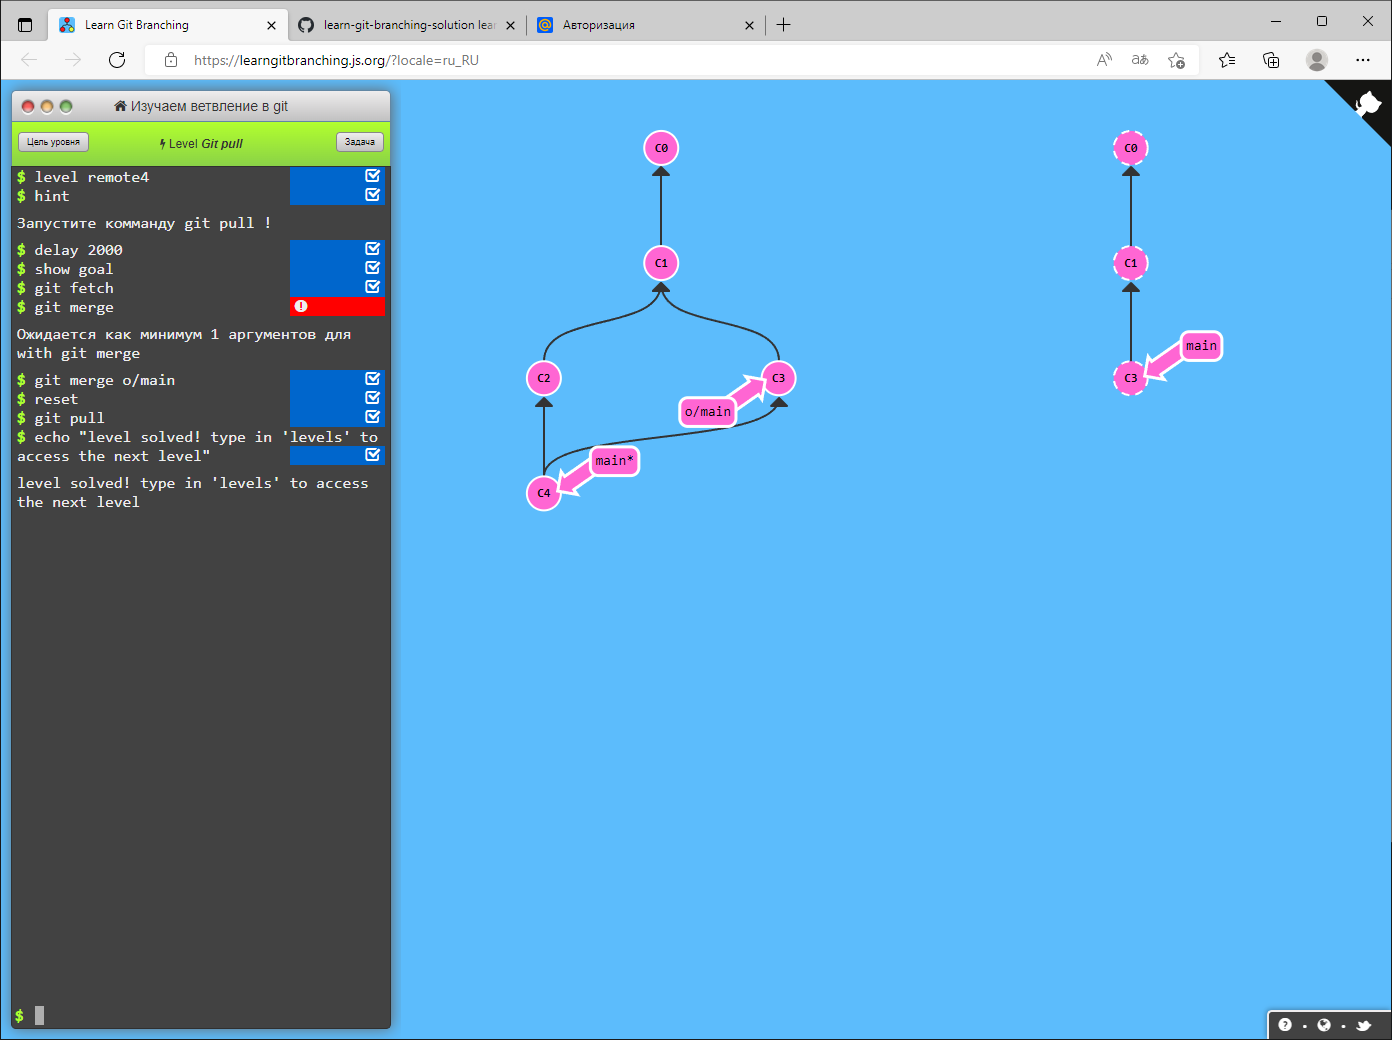 Learn Git Branching
learn-git-branching-solution lea
Авторизация
https://learngitbranching.js.org/?locale=ru_RU
Изучаем ветвление в git
Цель уровня
Level Git pull
Задача
$ level remote4
$ hint
Запустите комманду git pull !
$ delay 2000
$ show goal
$ git fetch
$ git merge
Ожидается как минимум 1 аргументов для
with git merge
$ git merge o/main
$ reset
$ git pull
$ echo "level solved! type in 'levels' to
access the next level"
level solved! type in 'levels' to access
the next level
$
C0
C1
C2
C3
o/main
main*
C4
C0
C1
main
C3